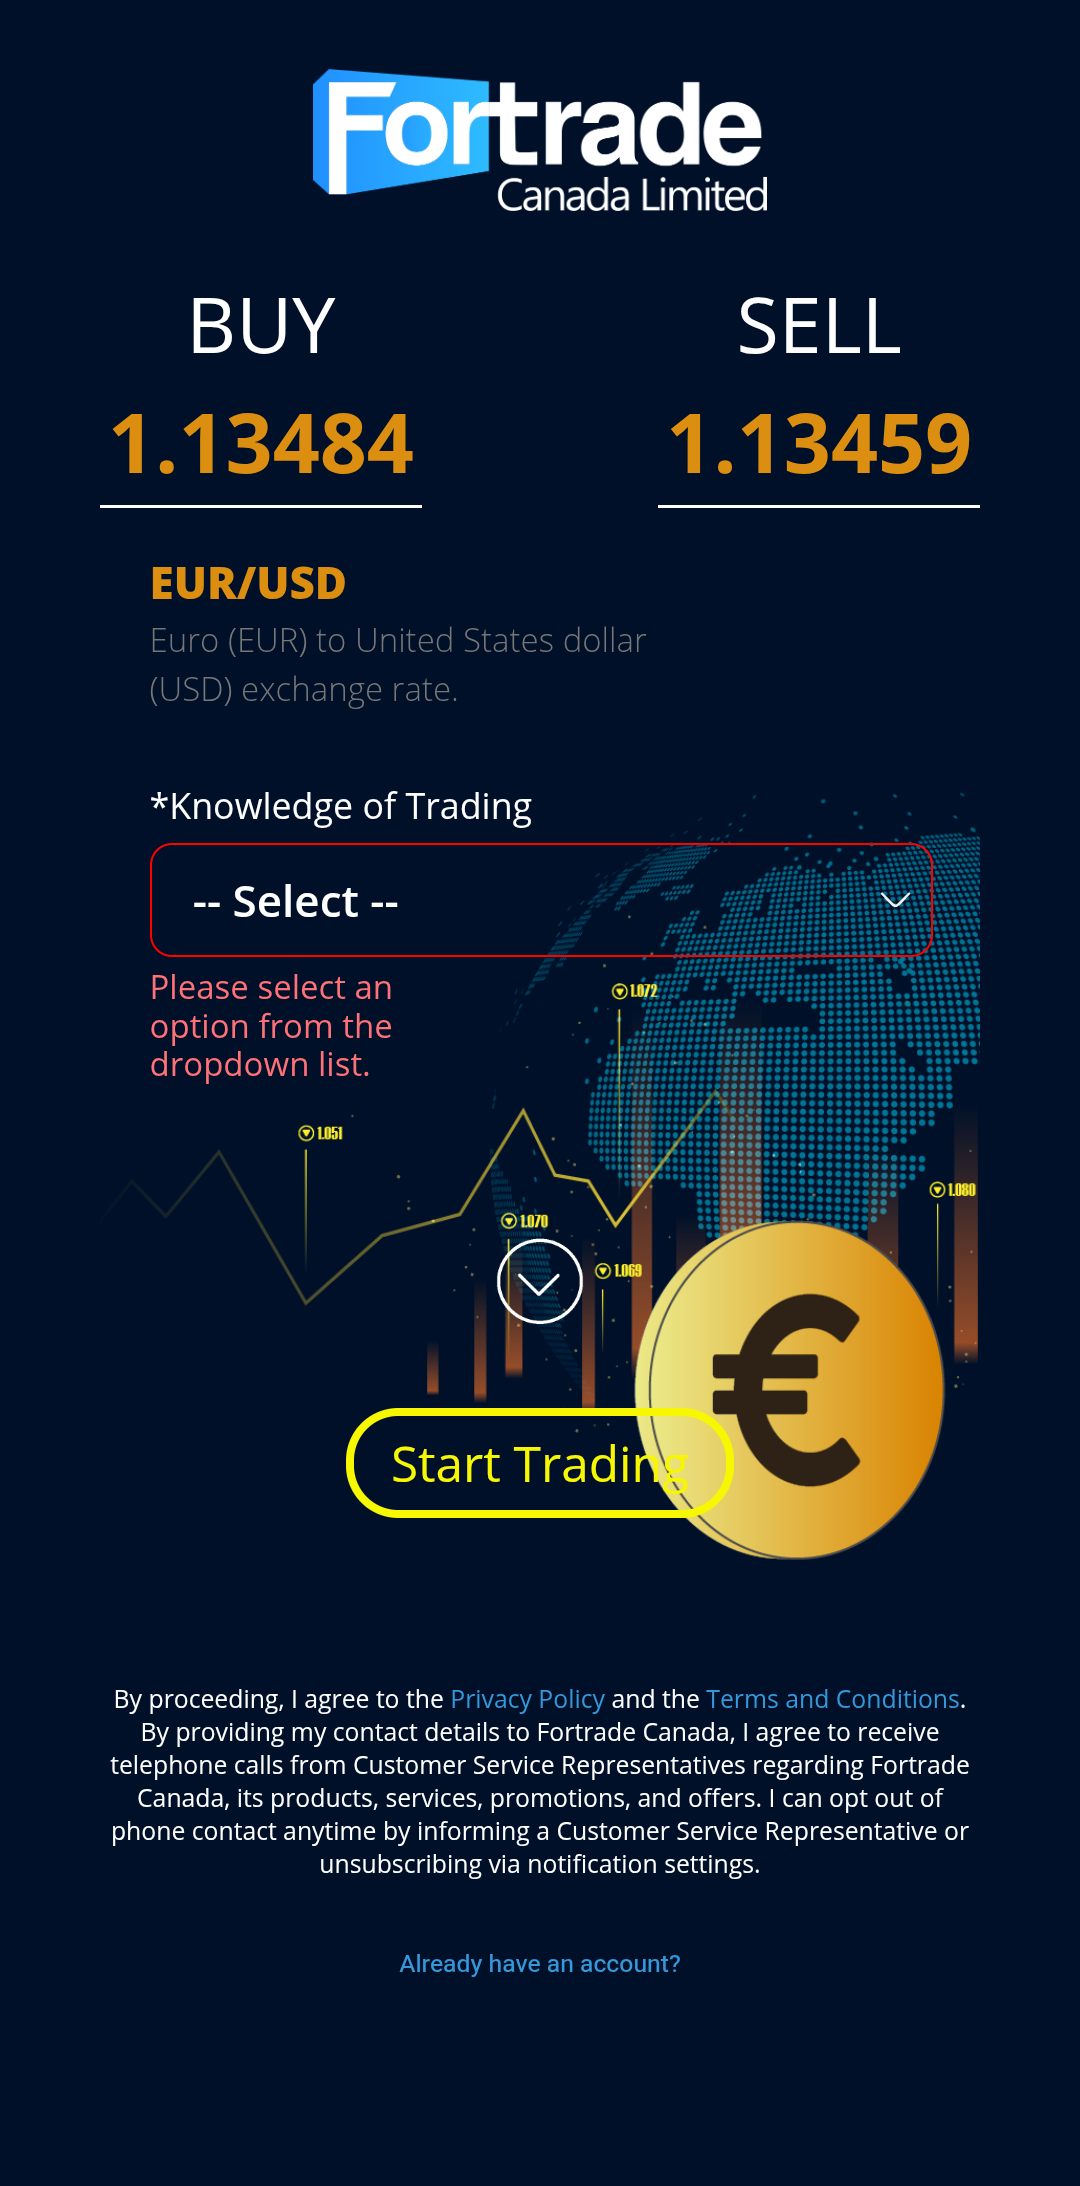 Fortrade
Canada Limited
BUY
SELL
1.13484
1.13459
EUR/USD
Euro (EUR) to United States dollar
(USD) exchange rate.
*Knowledge of Trading
-- Select --
Please select an
option from the
dropdown list.
1.072
1.051
1.080
1.070
1.069
€
Start Trading
By proceeding, I agree to the Privacy Policy and the Terms and Conditions.
By providing my contact details to Fortrade Canada, I agree to receive
telephone calls from Customer Service Representatives regarding Fortrade
Canada, its products, services, promotions, and offers. I can opt out of
phone contact anytime by informing a Customer Service Representative or
unsubscribing via notification settings.
Already have an account?